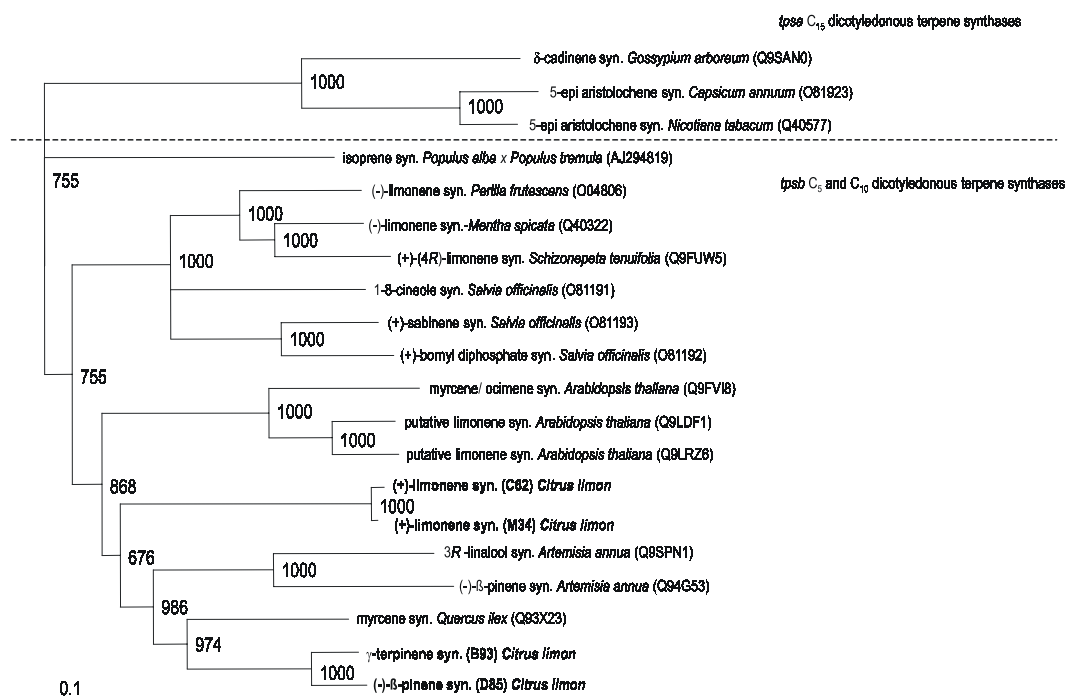 tpsa C15 dicotyledonous terpene synthases
δ-cadinene syn. Gossypium arboreum (Q9SAN0)
1000
5-epi aristolochene syn. Capsicum annuum (O81923)
1000
5-epi aristolochene syn. Nicotiana tabacum (Q40577)
isoprene syn. Populus alba x Populus tremula (AJ294819)
755
tpsb C5 and C10 dicotyledonous terpene synthases
(-)-limonene syn. Perilla frutescens (O04806)
1000
(-)-limonene syn.-Mentha spicata (Q40322)
1000
(+)-(4R)-limonene syn. Schizonepeta tenuifolia (Q9FUW5)
1000
1-8-cineole syn. Salvia officinalis (O81191)
(+)-sabinene syn. Salvia officinalis (O81193)
1000
(+)-bornyl diphosphate syn. Salvia officinalis (O81192)
755
myrcene/ ocimene syn. Arabidopsis thaliana (Q9FVI8)
1000
putative limonene syn. Arabidopsis thaliana (Q9LDF1)
1000
putative limonene syn. Arabidopsis thaliana (Q9LRZ6)
868
(+)-limonene syn. (C62) Citrus limon
1000
(+)-limonene syn. (M34) Citrus limon
676
3R -linalool syn. Artemisia annua (Q9SPN1)
1000
(-)-ß-pinene syn. Artemisia annua (Q94G53)
986
myrcene syn. Quercus ilex (Q93X23)
974
γ-terpinene syn. (B93) Citrus limon
1000
(-)-ß-pinene syn. (D85) Citrus limon
0.1